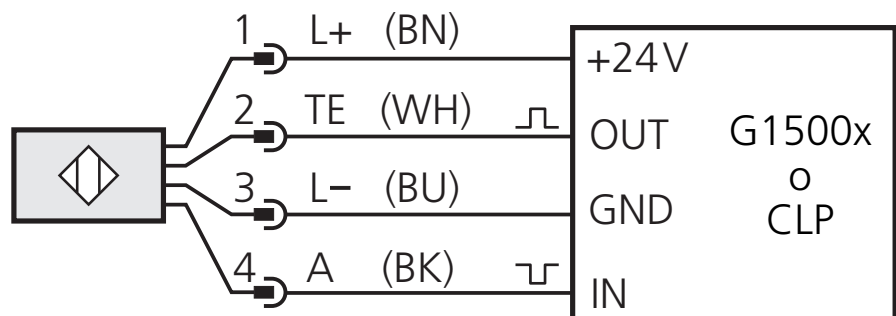 1 L+ (BN) +24V
2 TE (WH) OUT
3 L− (BU) GND
4 A (BK) IN
G1500x
o
CLP